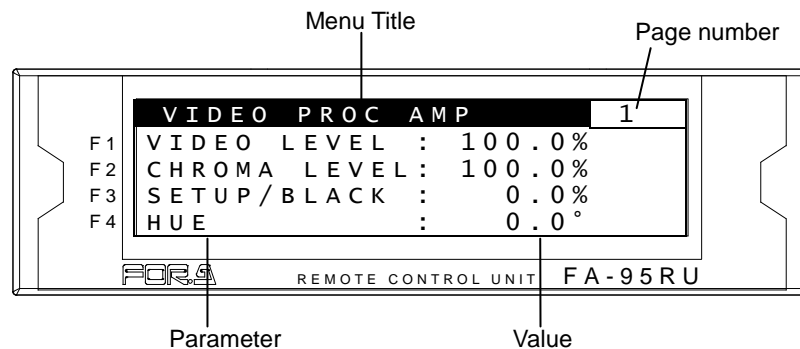 Menu Title
Page number
VIDEO PROC AMP 1
F1 VIDEO LEVEL : 100.0%
F2 CHROMA LEVEL: 100.0%
F3 SETUP/BLACK : 0.0%
F4 HUE : 0.0°
FOR.A REMOTE CONTROL UNIT FA-95RU
Parameter
Value